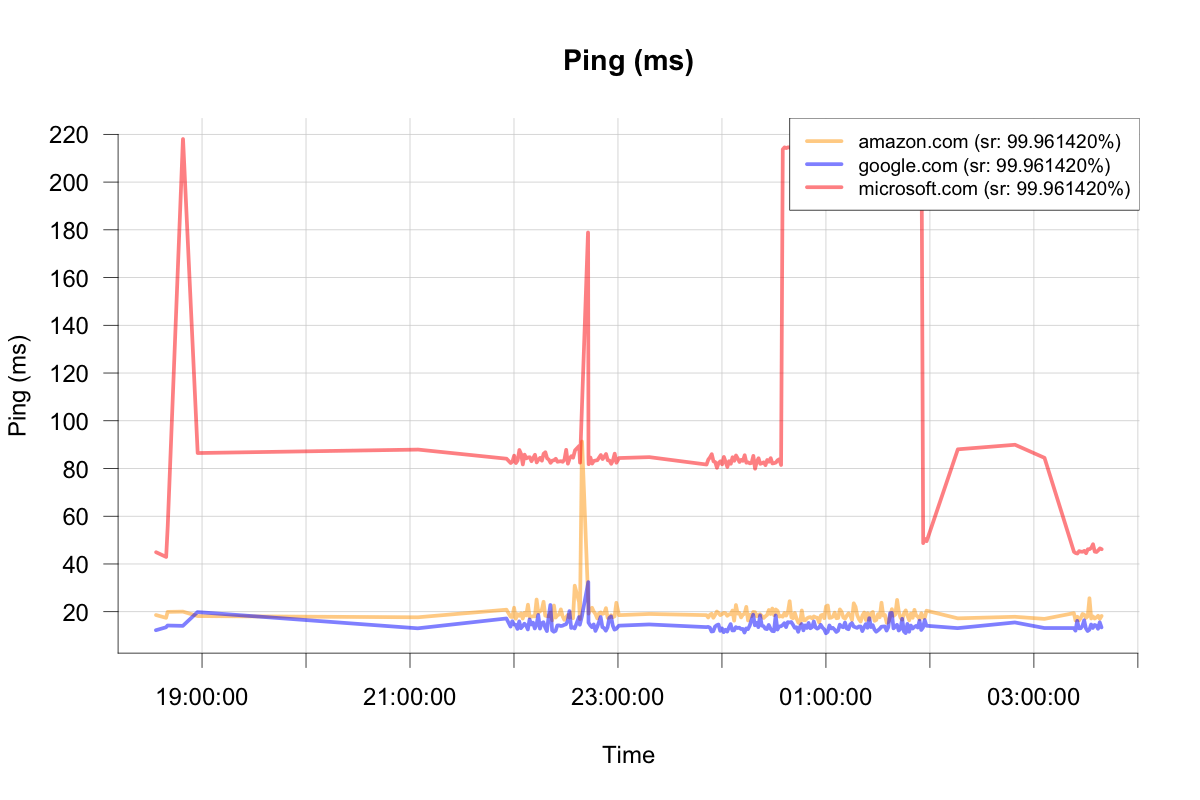 Ping (ms)
220
200
180
160
140
120
100
80
60
40
20
Ping (ms)
amazon.com (sr: 99.961420%)
google.com (sr: 99.961420%)
microsoft.com (sr: 99.961420%)
19:00:00 21:00:00 23:00:00 01:00:00 03:00:00
Time